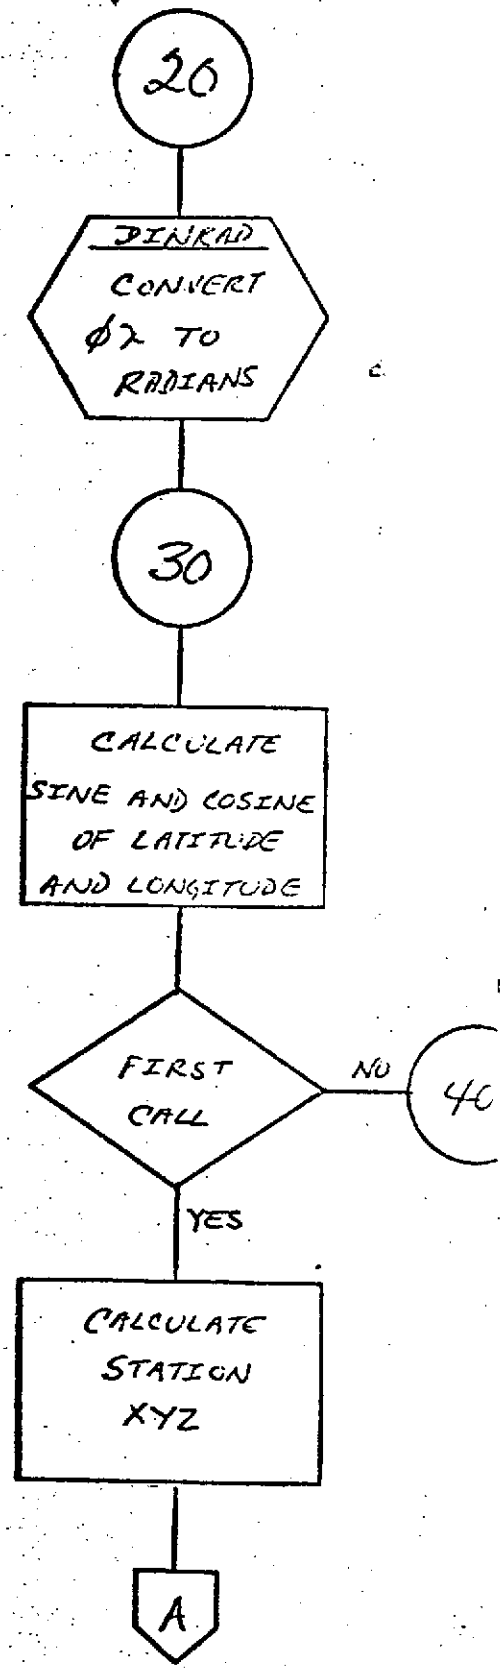 20
DINRAD
CONVERT
φλ TO
RADIANS
30
CALCULATE
SINE AND COSINE
OF LATITUDE
AND LONGITUDE
FIRST
CALL
NO
40
YES
CALCULATE
STATION
XYZ
A